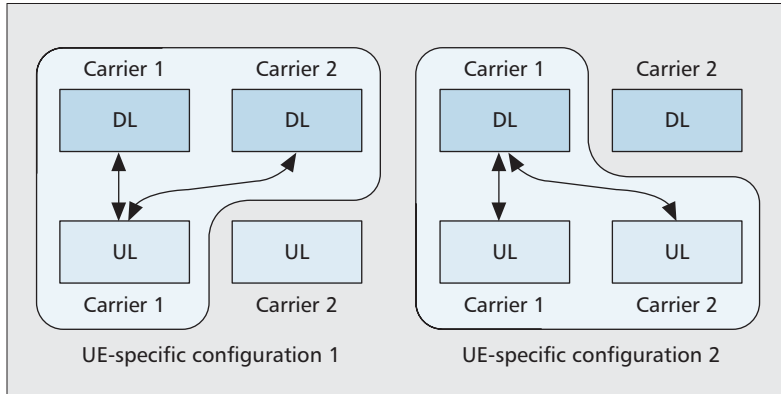 Carrier 1
Carrier 2
DL
DL
UL
UL
Carrier 1
Carrier 2
UE-specific configuration 1
Carrier 1
Carrier 2
DL
DL
UL
UL
Carrier 1
Carrier 2
UE-specific configuration 2